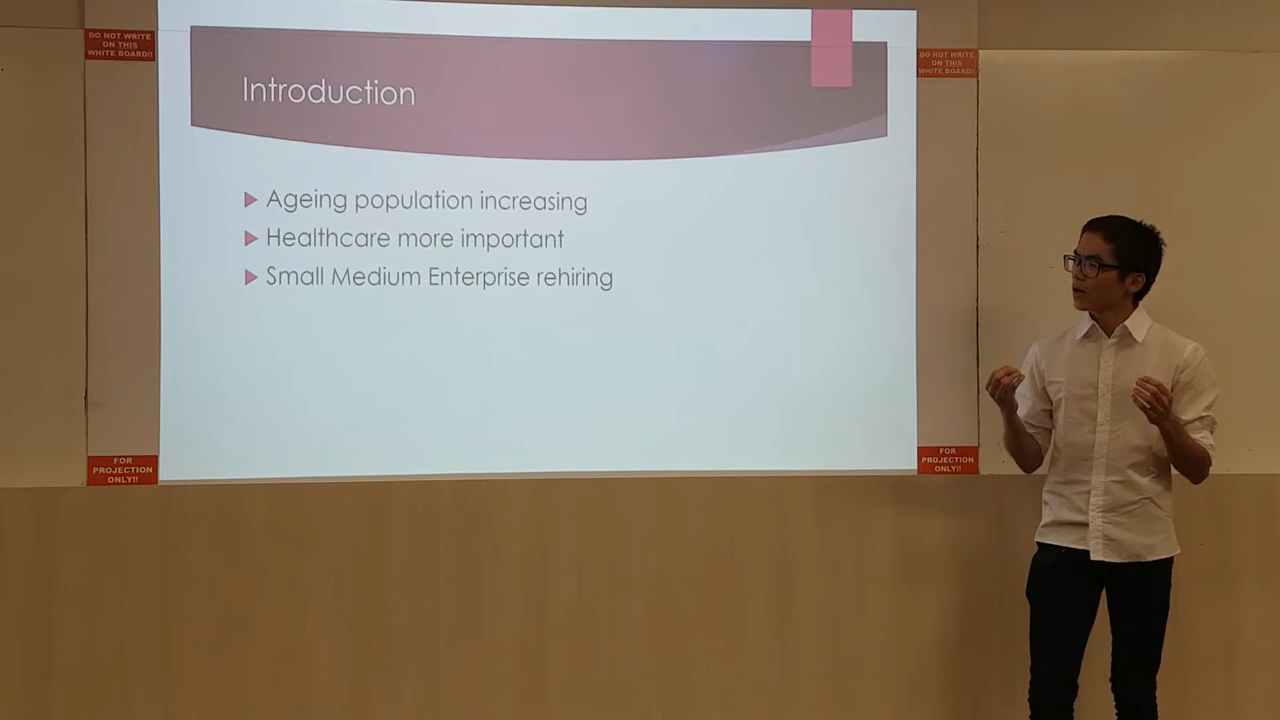 DO NOT WRITE
ON THIS
WHITE BOARD!!
Introduction
DO NOT WRITE
ON THIS
WHITE BOARD!!
Ageing population increasing
Healthcare more important
Small Medium Enterprise rehiring
FOR
PROJECTION
ONLY!!
FOR
PROJECTION
ONLY!!